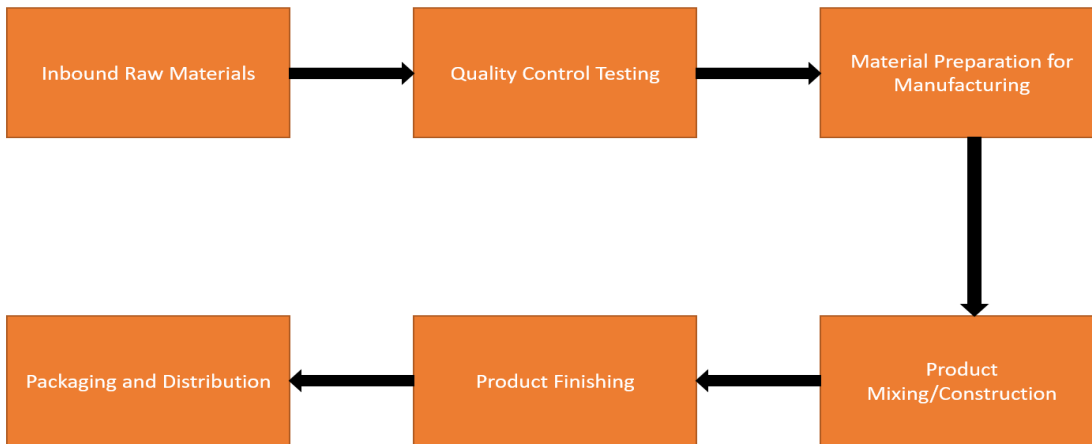 Inbound Raw Materials
Quality Control Testing
Material Preparation for
Manufacturing
Product
Mixing/Construction
Product Finishing
Packaging and Distribution